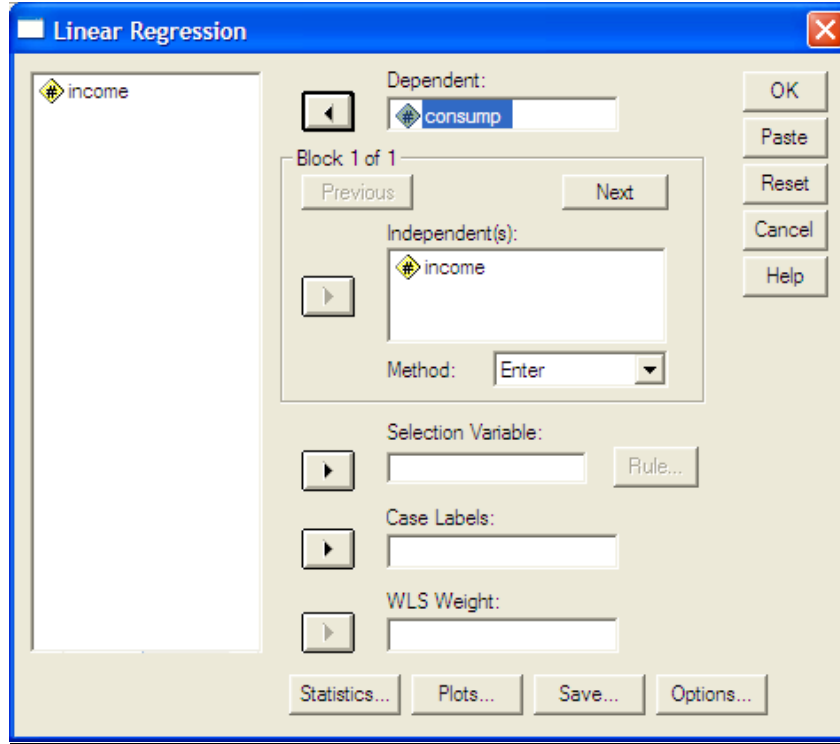 Linear Regression
income
Dependent:
consump
Block 1 of 1
Previous
Next
Independent(s):
income
Method:
Enter
Selection Variable:
Rule...
Case Labels:
WLS Weight:
OK
Paste
Reset
Cancel
Help
Statistics...
Plots...
Save...
Options...